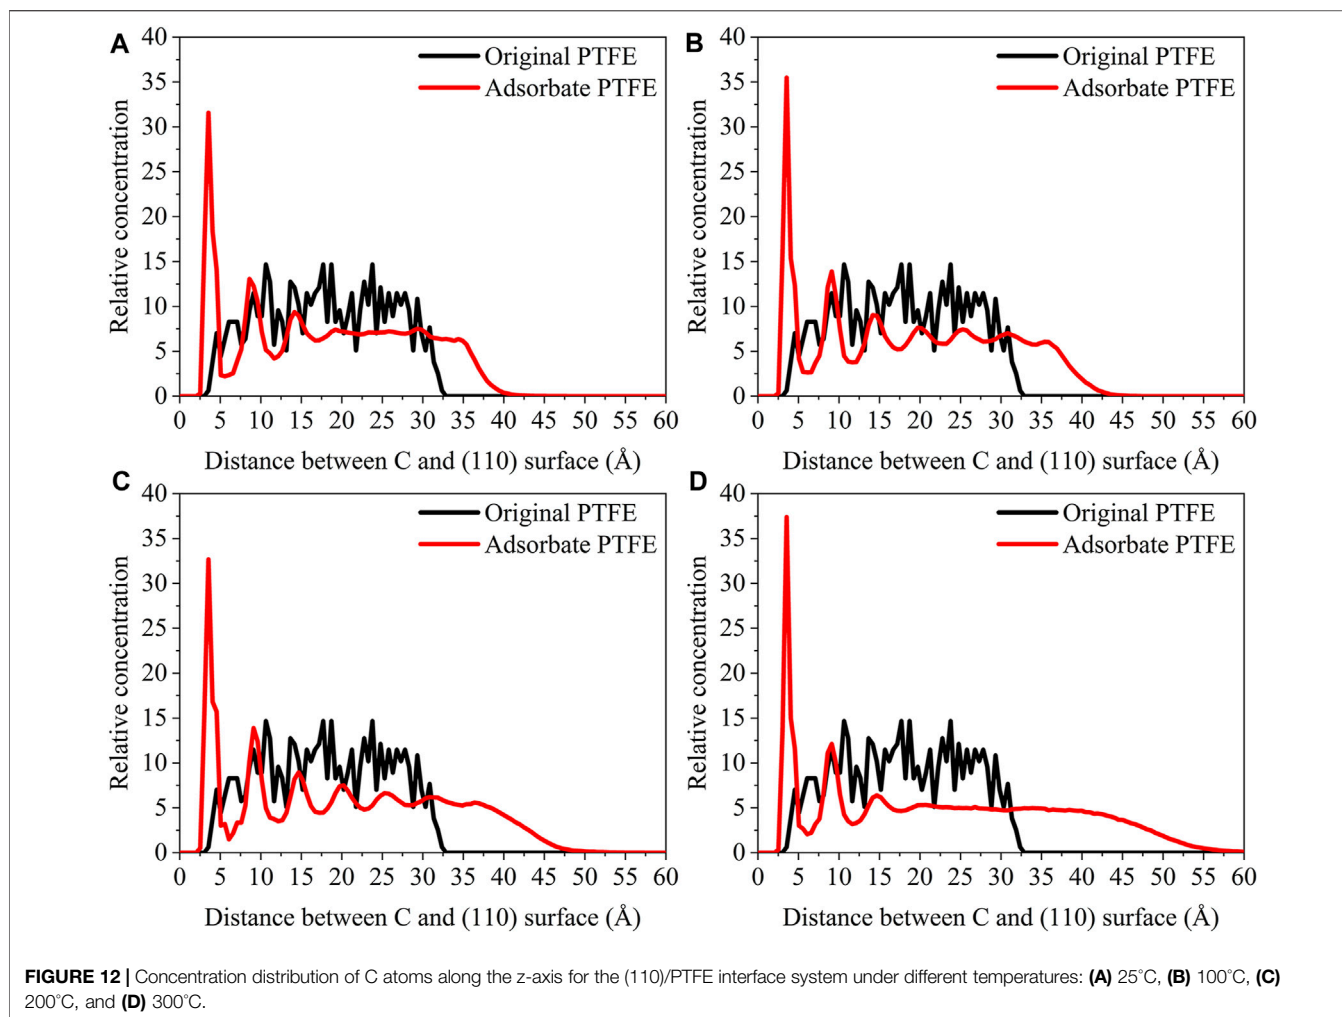 A
40
35
30
25
20
15
10
5
0
Relative concentration
Original PTFE
Adsorbate PTFE
0 5 10 15 20 25 30 35 40 45 50 55 60
Distance between C and (110) surface (Å)
B
40
35
30
25
20
15
10
5
0
Relative concentration
Original PTFE
Adsorbate PTFE
0 5 10 15 20 25 30 35 40 45 50 55 60
Distance between C and (110) surface (Å)
C
40
35
30
25
20
15
10
5
0
Relative concentration
Original PTFE
Adsorbate PTFE
0 5 10 15 20 25 30 35 40 45 50 55 60
Distance between C and (110) surface (Å)
D
40
35
30
25
20
15
10
5
0
Relative concentration
Original PTFE
Adsorbate PTFE
0 5 10 15 20 25 30 35 40 45 50 55 60
Distance between C and (110) surface (Å)
FIGURE 12 | Concentration distribution of C atoms along the z-axis for the (110)/PTFE interface system under different temperatures: (A) 25°C, (B) 100°C, (C)
200°C, and (D) 300°C.